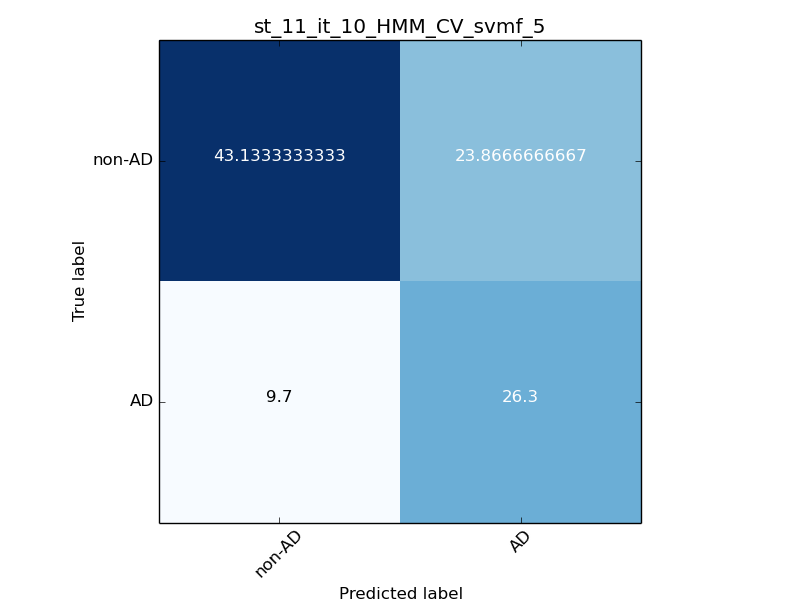 st_11_it_10_HMM_CV_svmf_5
non-AD
43.1333333333
23.8666666667
True label
AD
9.7
26.3
non-AD
AD
Predicted label